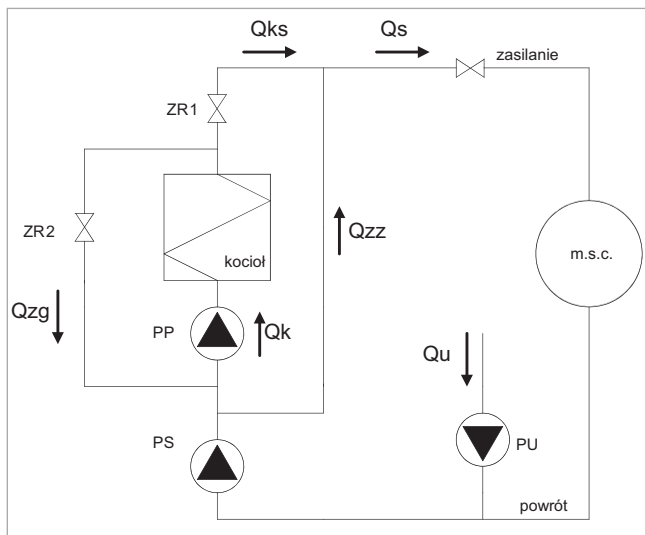 Qks
Qs
zasilanie
ZR1
ZR2
Qzz
kocioł
m.s.c.
Qzg
PP
Qk
Qu
PS
PU
powrót